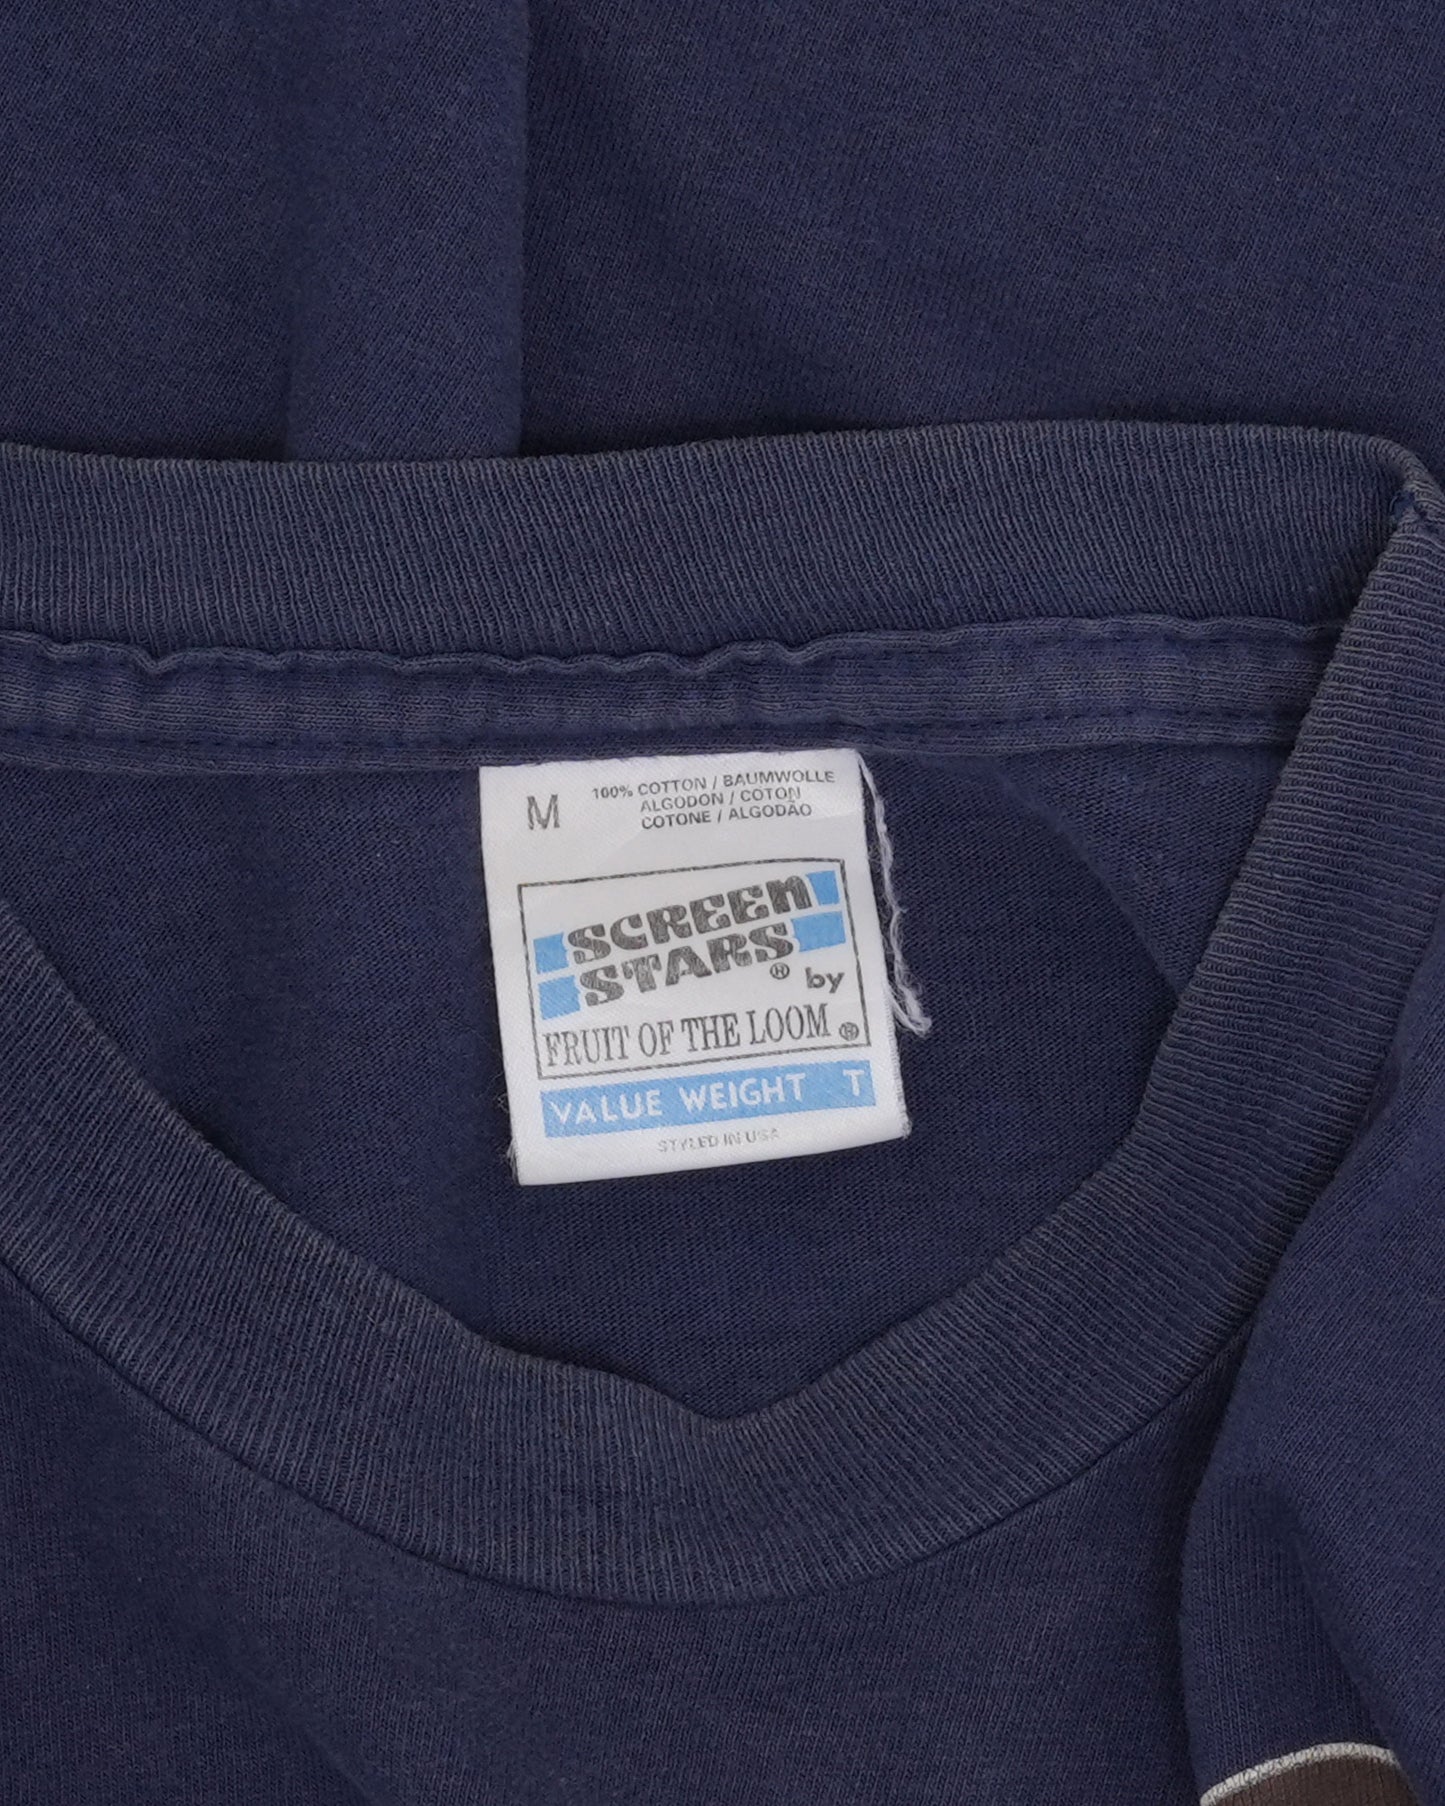 M
100% COTTON / BAUMWOLLE
ALGODON / COTON
COTONE / ALGODÃO
SCREEN
STARS ® by
FRUIT OF THE LOOM ®
VALUE WEIGHT T
STYLED IN USA